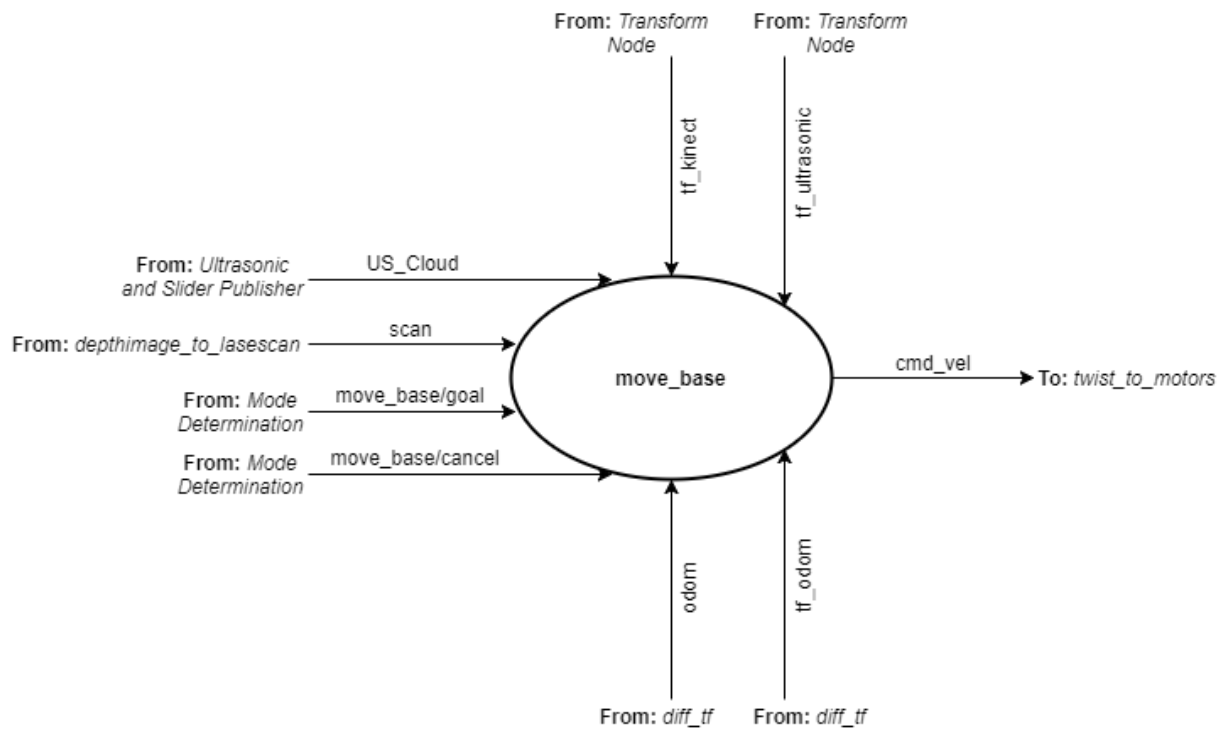 From: Transform
Node
From: Transform
Node
tf_kinect
tf_ultrasonic
From: Ultrasonic
and Slider Publisher
US_Cloud
From: depthimage_to_lasescan
scan
move_base
cmd_vel
To: twist_to_motors
From: Mode
Determination
move_base/goal
From: Mode
Determination
move_base/cancel
odom
tf_odom
From: diff_tf
From: diff_tf